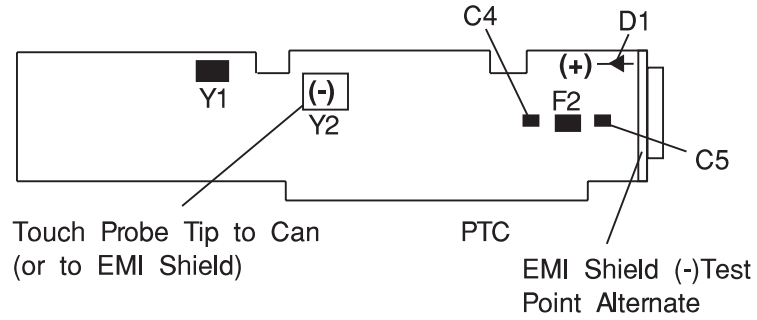 C4
D1
(+)
Y1
(-)
Y2
F2
C5
Touch Probe Tip to Can
(or to EMI Shield)
PTC
EMI Shield (-)Test
Point Alternate